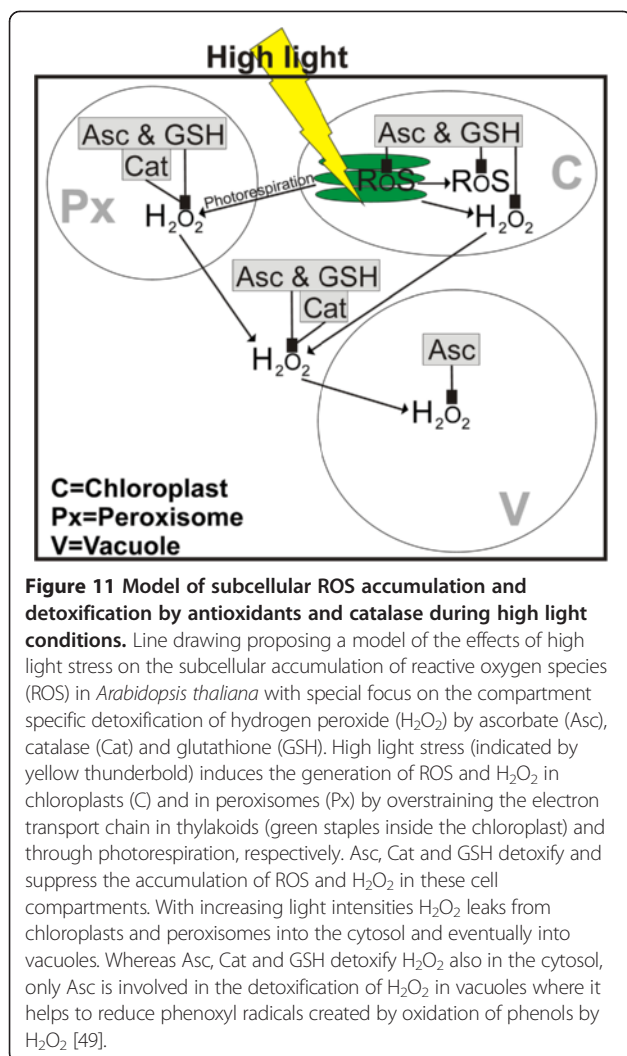 High light
Asc & GSH
Cat
Px
H₂O₂
Photorespiration
Asc & GSH
RoS
RoS
C
H₂O₂
Asc & GSH
Cat
H₂O₂
Asc
H₂O₂
V
C=Chloroplast
Px=Peroxisome
V=Vacuole
Figure 11 Model of subcellular ROS accumulation and
detoxification by antioxidants and catalase during high light
conditions. Line drawing proposing a model of the effects of high
light stress on the subcellular accumulation of reactive oxygen species
(ROS) in Arabidopsis thaliana with special focus on the compartment
specific detoxification of hydrogen peroxide (H₂O₂) by ascorbate (Asc),
catalase (Cat) and glutathione (GSH). High light stress (indicated by
yellow thunderbold) induces the generation of ROS and H₂O₂ in
chloroplasts (C) and in peroxisomes (Px) by overstraining the electron
transport chain in thylakoids (green staples inside the chloroplast) and
through photorespiration, respectively. Asc, Cat and GSH detoxify and
suppress the accumulation of ROS and H₂O₂ in these cell
compartments. With increasing light intensities H₂O₂ leaks from
chloroplasts and peroxisomes into the cytosol and eventually into
vacuoles. Whereas Asc, Cat and GSH detoxify H₂O₂ also in the cytosol,
only Asc is involved in the detoxification of H₂O₂ in vacuoles where it
helps to reduce phenoxyl radicals created by oxidation of phenols by
H₂O₂ [49].